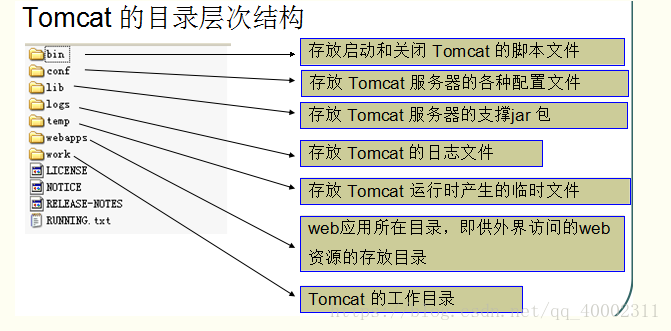 Tomcat 的目录层次结构
bin
conf
lib
logs
temp
webapps
work
LICENSE
NOTICE
RELEASE-NOTES
RUNNING.txt
存放启动和关闭 Tomcat 的脚本文件
存放 Tomcat 服务器的各种配置文件
存放 Tomcat 服务器的支撑jar 包
存放 Tomcat 的日志文件
存放 Tomcat 运行时产生的临时文件
web应用所在目录，即供外界访问的web
资源的存放目录
Tomcat 的工作目录
https://blog.csdn.net/qq_40002311